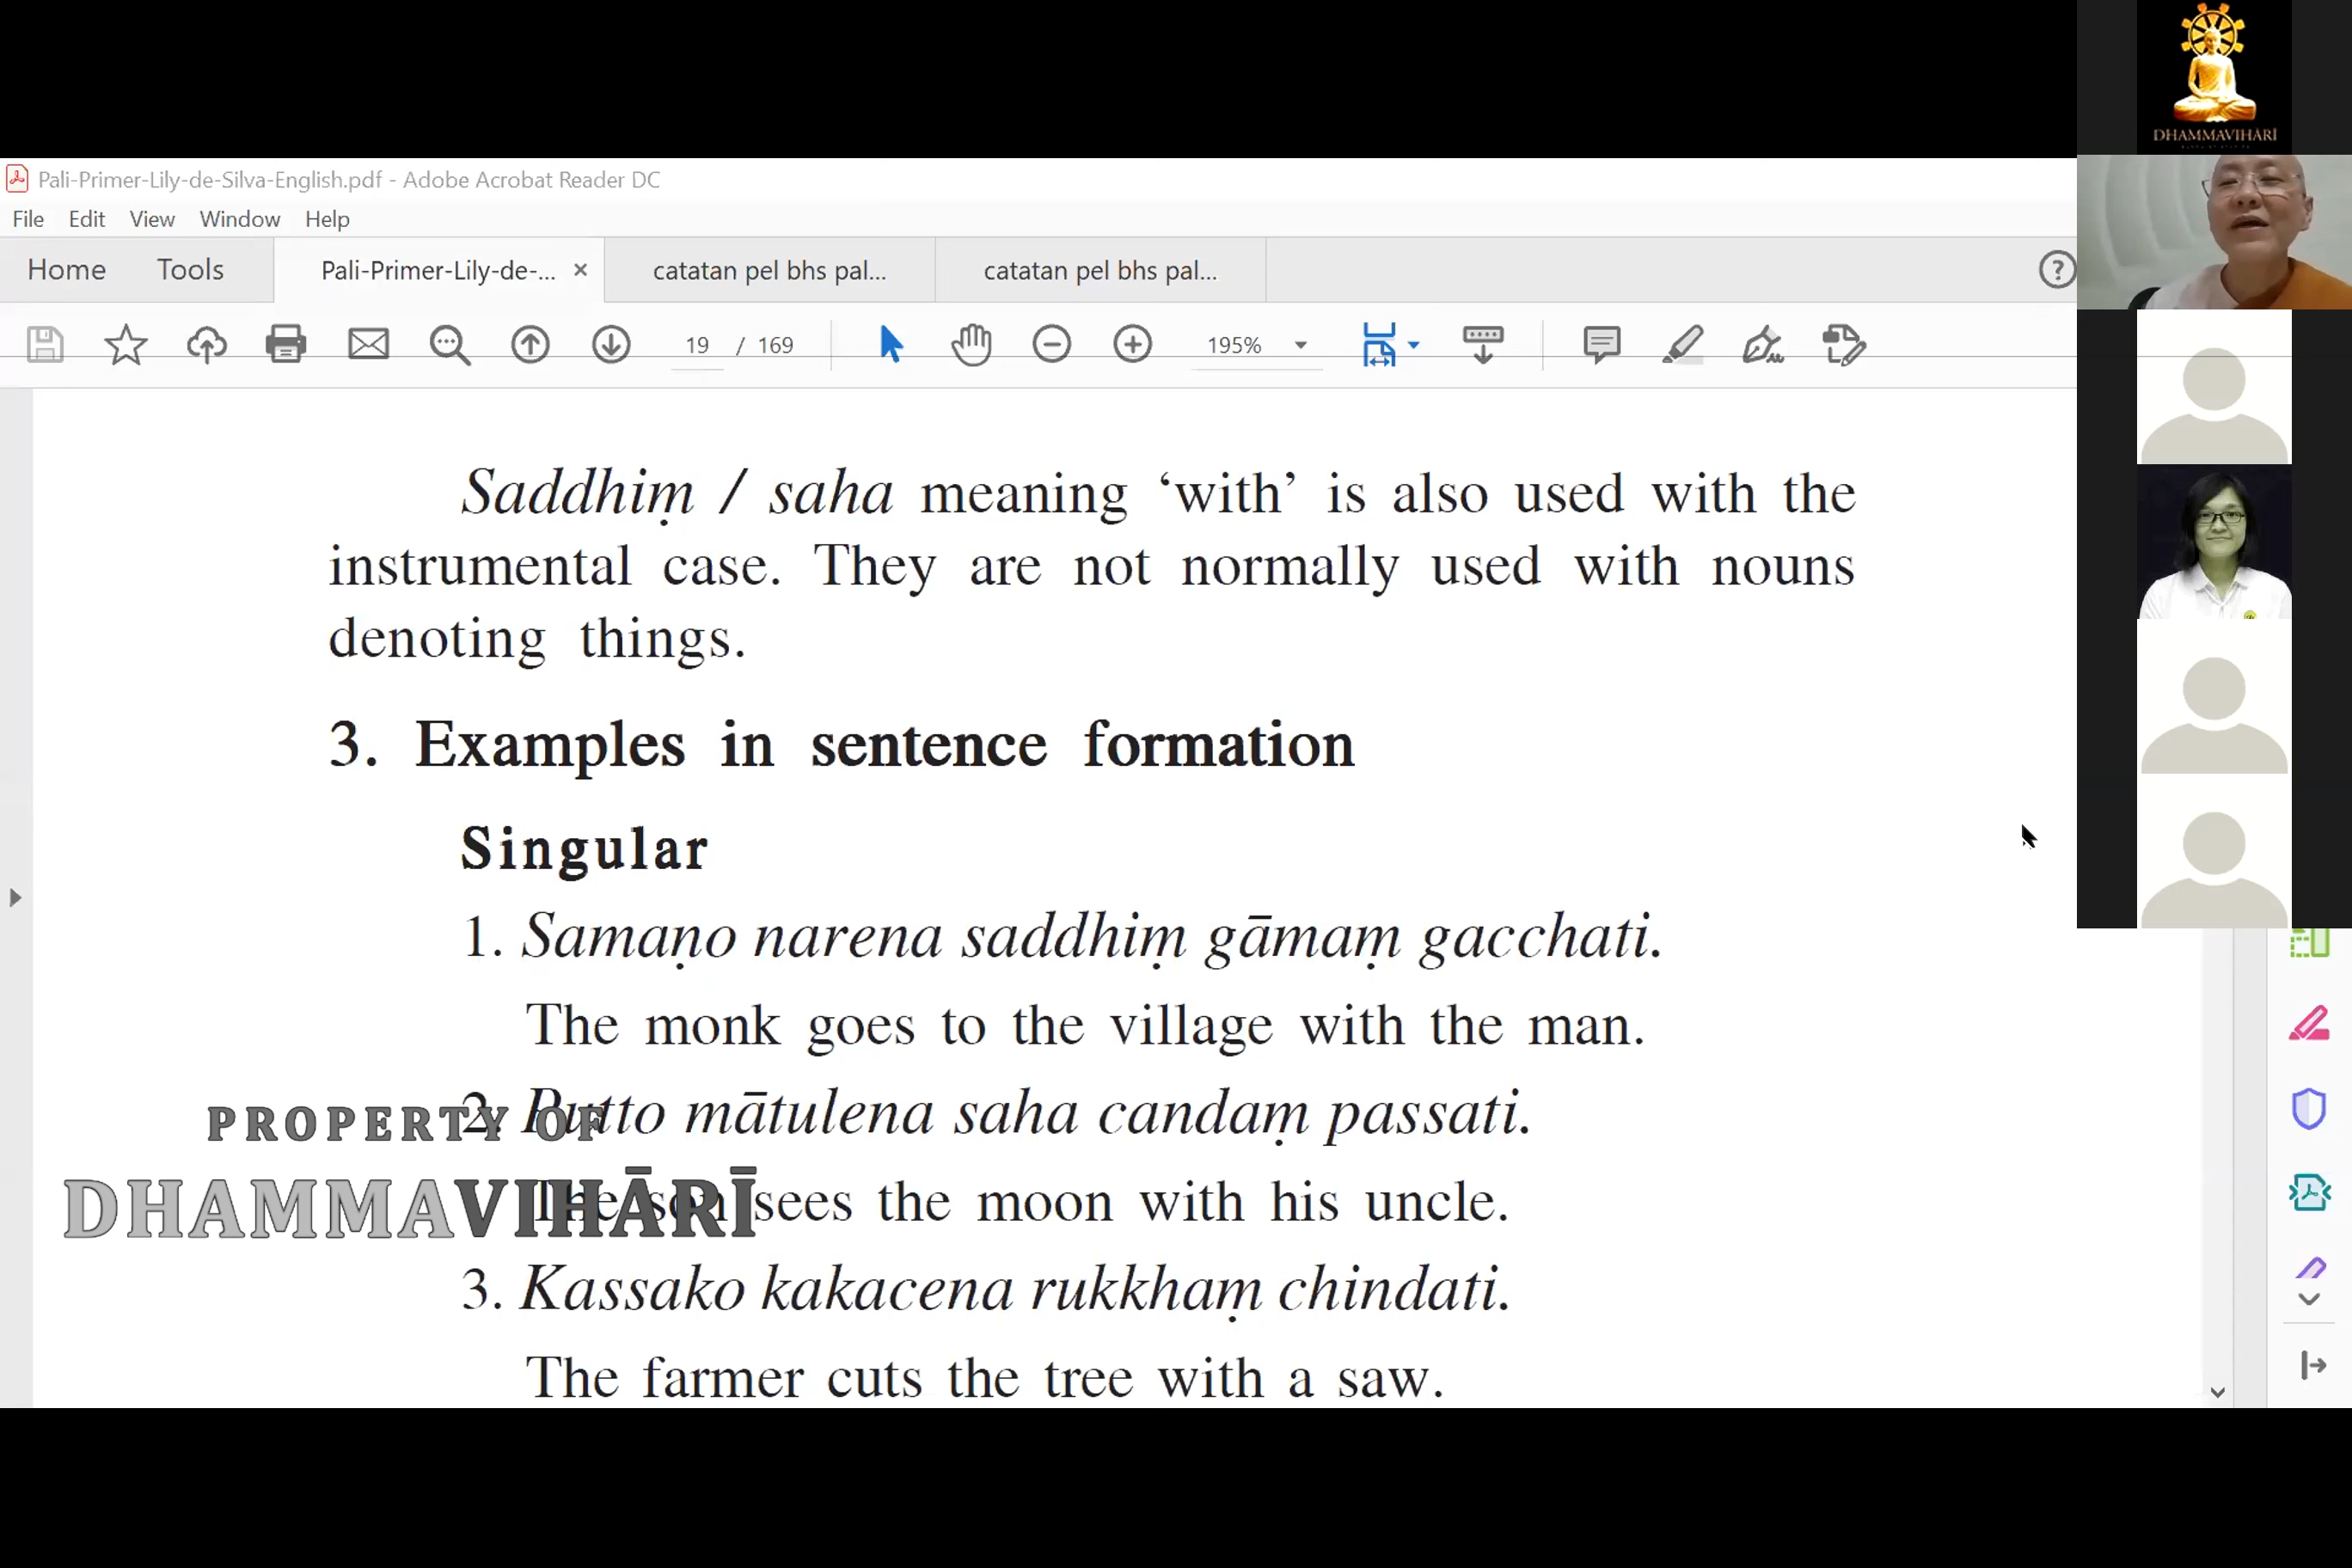 DHAMMAVIHĀRĪ
Pali-Primer-Lily-de-Silva-English.pdf - Adobe Acrobat Reader DC
File Edit View Window Help
Home Tools Pali-Primer-Lily-de-... × catatan pel bhs pal... catatan pel bhs pal...
19 / 169 195%
Saddhiṃ / saha meaning ‘with’ is also used with the
instrumental case. They are not normally used with nouns
denoting things.
3. Examples in sentence formation
Singular
1. Samaṇo narena saddhiṃ gāmaṃ gacchati.
The monk goes to the village with the man.
2. Putto mātulena saha candaṃ passati.
The son sees the moon with his uncle.
3. Kassako kakacena rukkhaṃ chindati.
The farmer cuts the tree with a saw.
PROPERTY OF
DHAMMAVIHĀRĪ